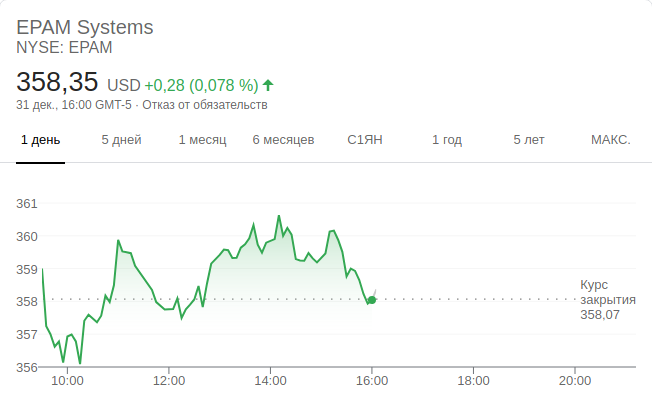 EPAM Systems
NYSE: EPAM
358,35 USD +0,28 (0,078 %)
31 дек., 16:00 GMT-5 · Отказ от обязательств
1 день 5 дней 1 месяц 6 месяцев С1ЯН 1 год 5 лет МАКС.
361
360
359
358
357
356
Курс
закрытия
358,07
10:00 12:00 14:00 16:00 18:00 20:00